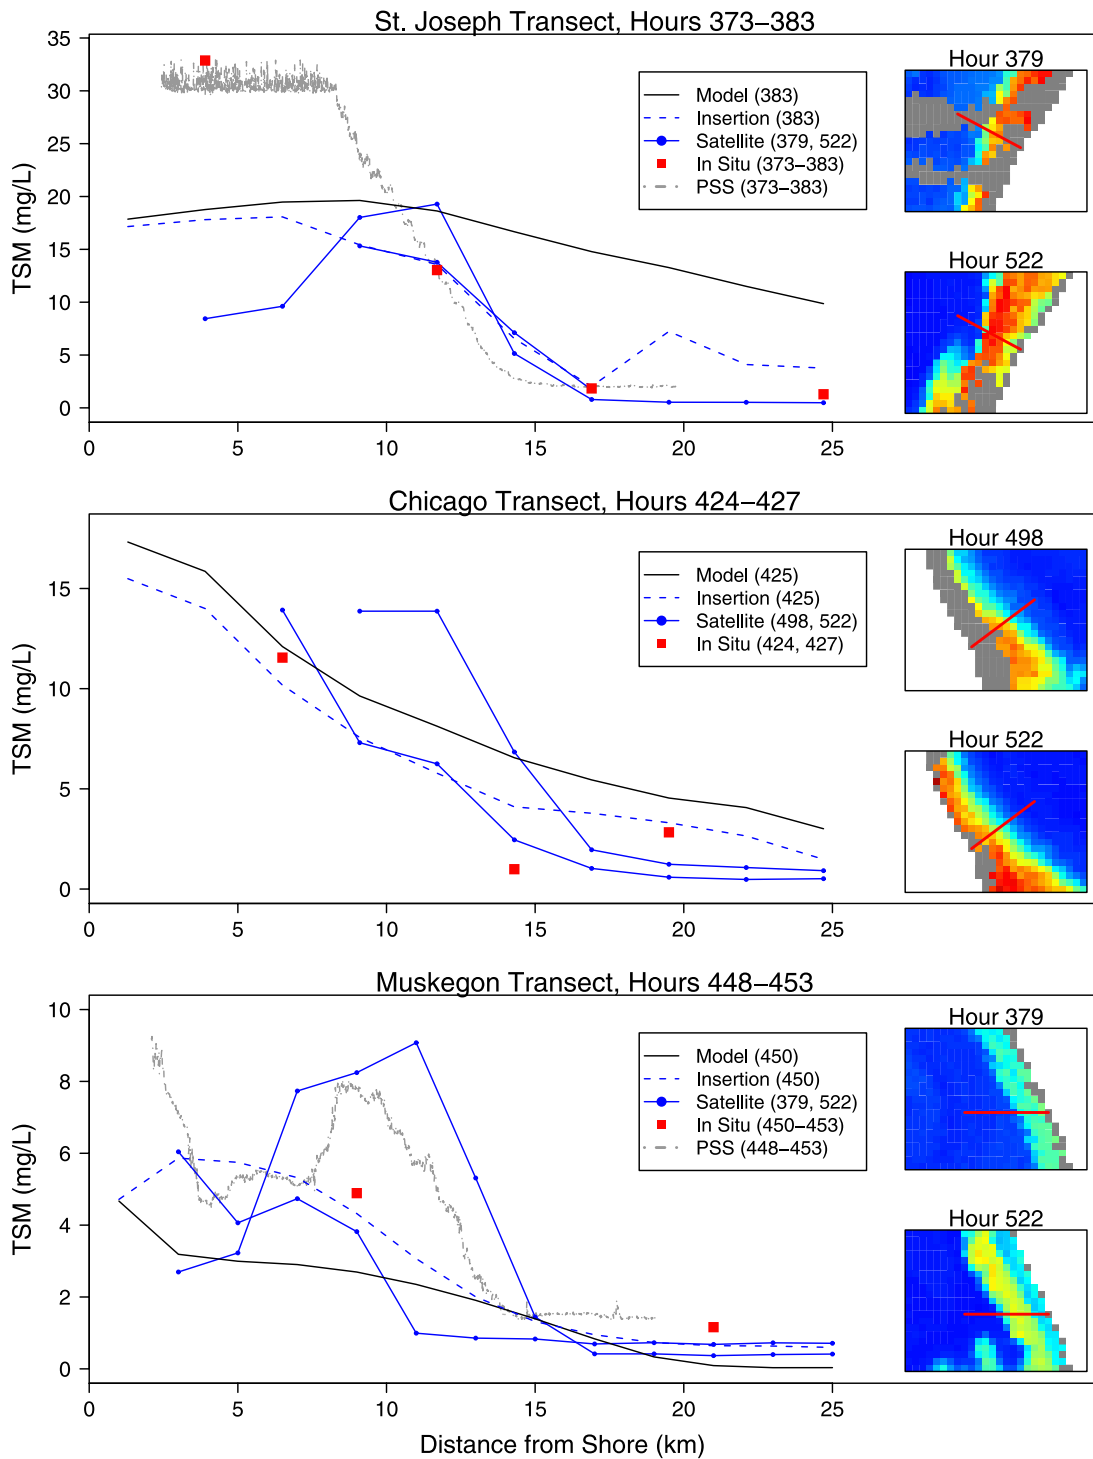 St. Joseph Transect, Hours 373–383
35
30
25
20
15
10
5
0
TSM (mg/L)
0 5 10 15 20 25
Model (383)
Insertion (383)
Satellite (379, 522)
In Situ (373–383)
PSS (373–383)
Hour 379
Hour 522
Chicago Transect, Hours 424–427
15
10
5
0
TSM (mg/L)
0 5 10 15 20 25
Model (425)
Insertion (425)
Satellite (498, 522)
In Situ (424, 427)
Hour 498
Hour 522
Muskegon Transect, Hours 448–453
10
8
6
4
2
0
TSM (mg/L)
0 5 10 15 20 25
Model (450)
Insertion (450)
Satellite (379, 522)
In Situ (450–453)
PSS (448–453)
Hour 379
Hour 522
Distance from Shore (km)